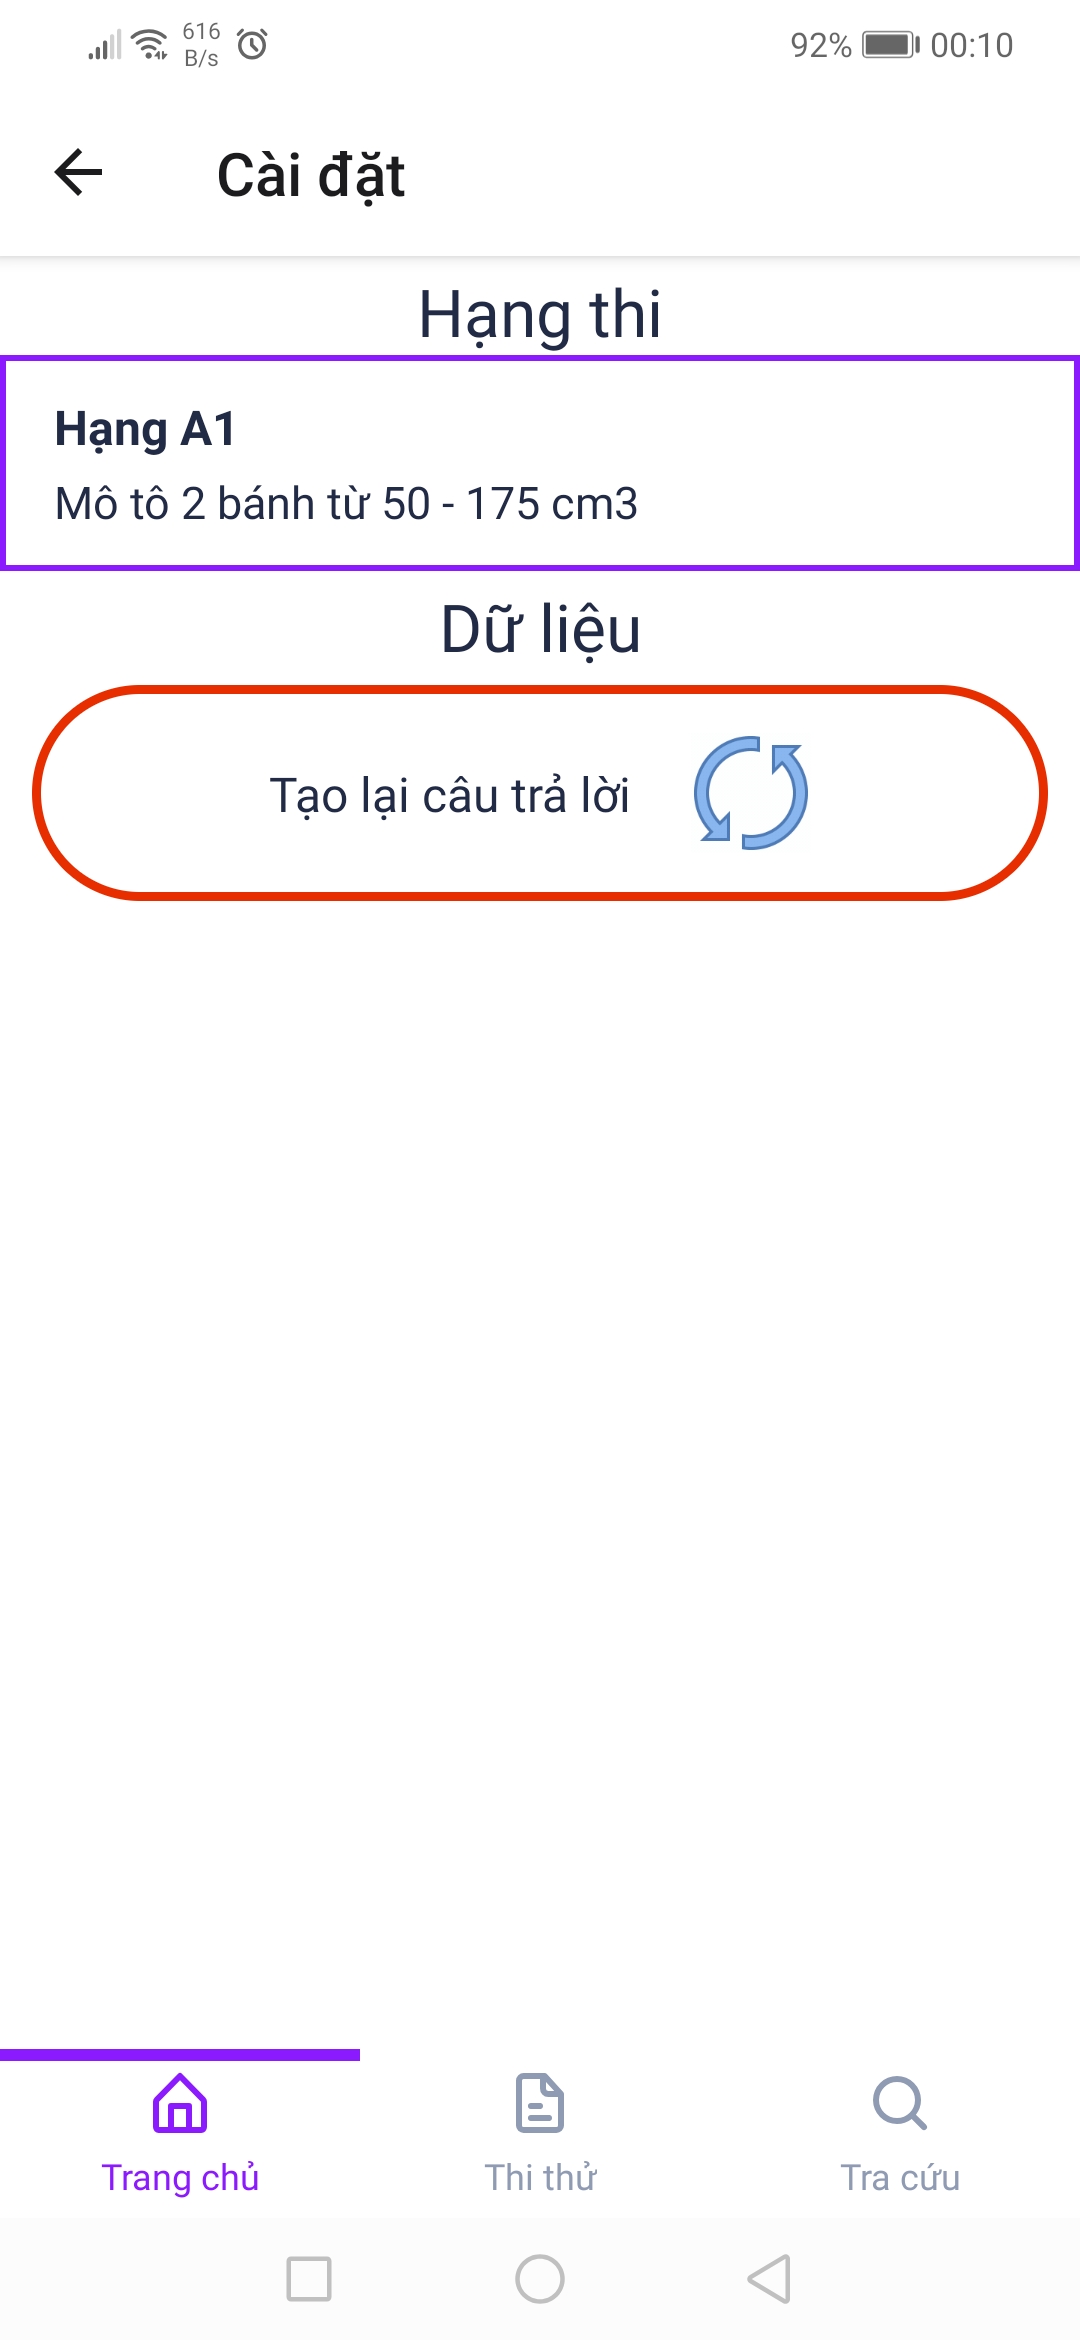 616
B/s
92%
00:10
Cài đặt
Hạng thi
Hạng A1
Mô tô 2 bánh từ 50 - 175 cm3
Dữ liệu
Tạo lại câu trả lời
Trang chủ
Thi thử
Tra cứu